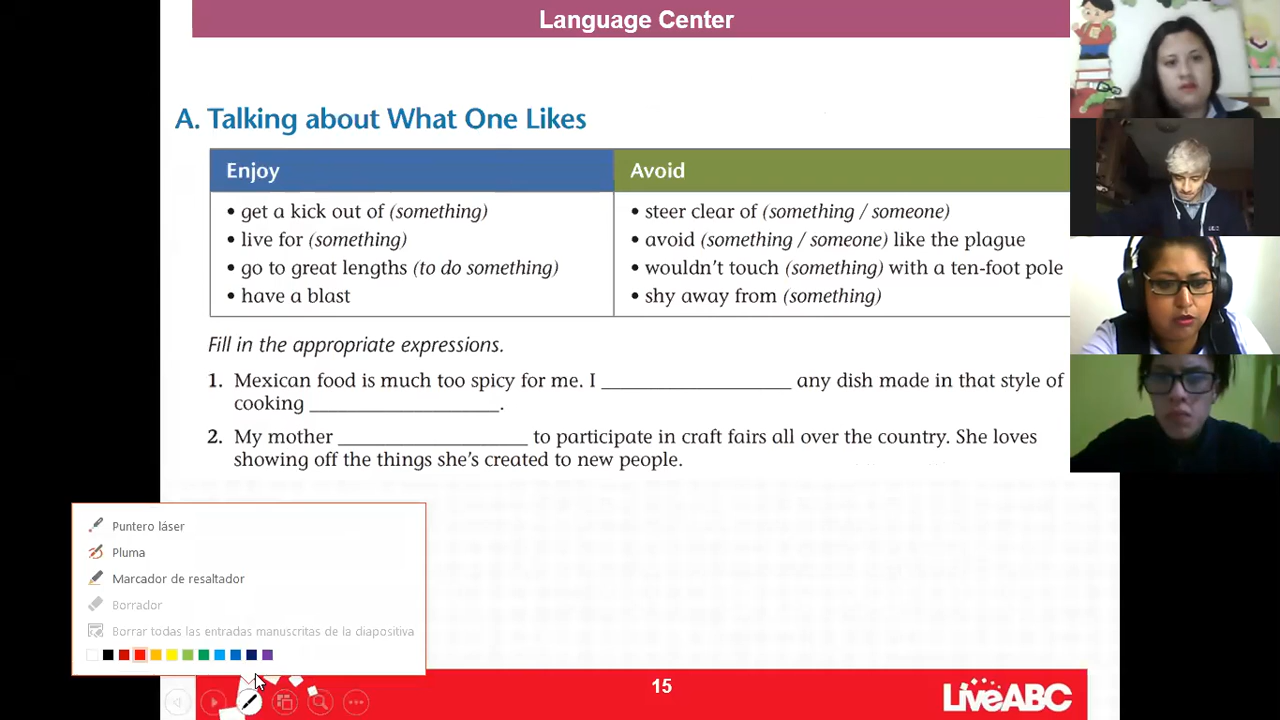 Language Center
A. Talking about What One Likes
Enjoy
• get a kick out of (something)
• live for (something)
• go to great lengths (to do something)
• have a blast
Avoid
• steer clear of (something / someone)
• avoid (something / someone) like the plague
• wouldn't touch (something) with a ten-foot pole
• shy away from (something)
Fill in the appropriate expressions.
1. Mexican food is much too spicy for me. I ____________________ any dish made in that style of
cooking ____________________.
2. My mother ____________________ to participate in craft fairs all over the country. She loves
showing off the things she's created to new people.
Puntero láser
Pluma
Marcador de resaltador
Borrador
Borrar todas las entradas manuscritas de la diapositiva
15
LiveABC